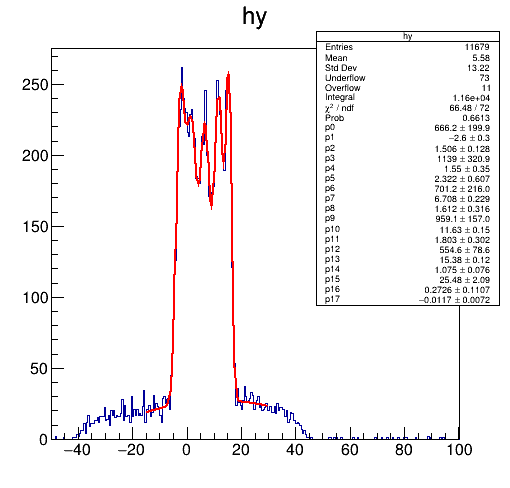 hy
hy
Entries 11679
Mean 5.58
Std Dev 13.22
Underflow 73
Overflow 11
Integral 1.16e+04
χ² / ndf 66.48 / 72
Prob 0.6613
p0 666.2 ± 199.9
p1 −2.6 ± 0.3
p2 1.506 ± 0.128
p3 1139 ± 320.9
p4 1.55 ± 0.35
p5 2.322 ± 0.607
p6 701.2 ± 216.0
p7 6.708 ± 0.229
p8 1.612 ± 0.316
p9 959.1 ± 157.0
p10 11.63 ± 0.15
p11 1.803 ± 0.302
p12 554.6 ± 78.6
p13 15.38 ± 0.12
p14 1.075 ± 0.076
p15 25.48 ± 2.09
p16 0.2726 ± 0.1107
p17 −0.0117 ± 0.0072
250
200
150
100
50
0
−40 −20 0 20 40 60 80 100